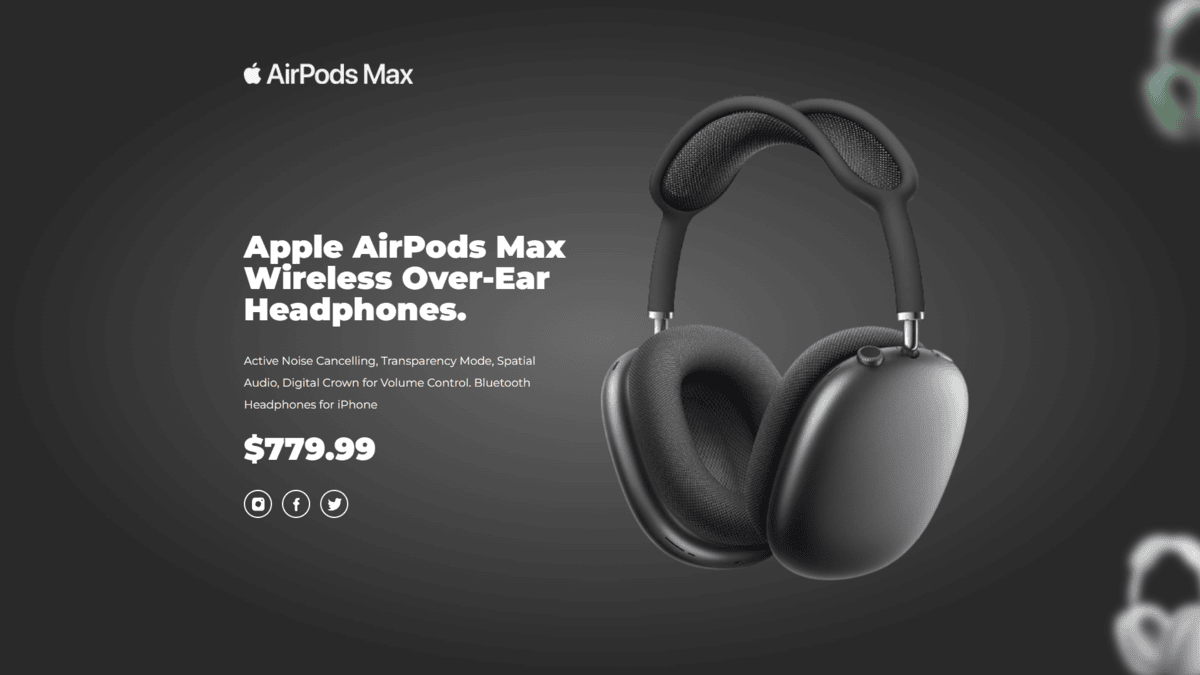 AirPods Max
Apple AirPods Max
Wireless Over-Ear
Headphones.
Active Noise Cancelling, Transparency Mode, Spatial
Audio, Digital Crown for Volume Control. Bluetooth
Headphones for iPhone
$779.99